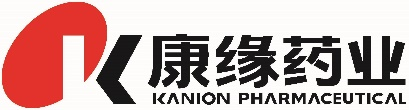 康缘药业
KANION PHARMACEUTICAL